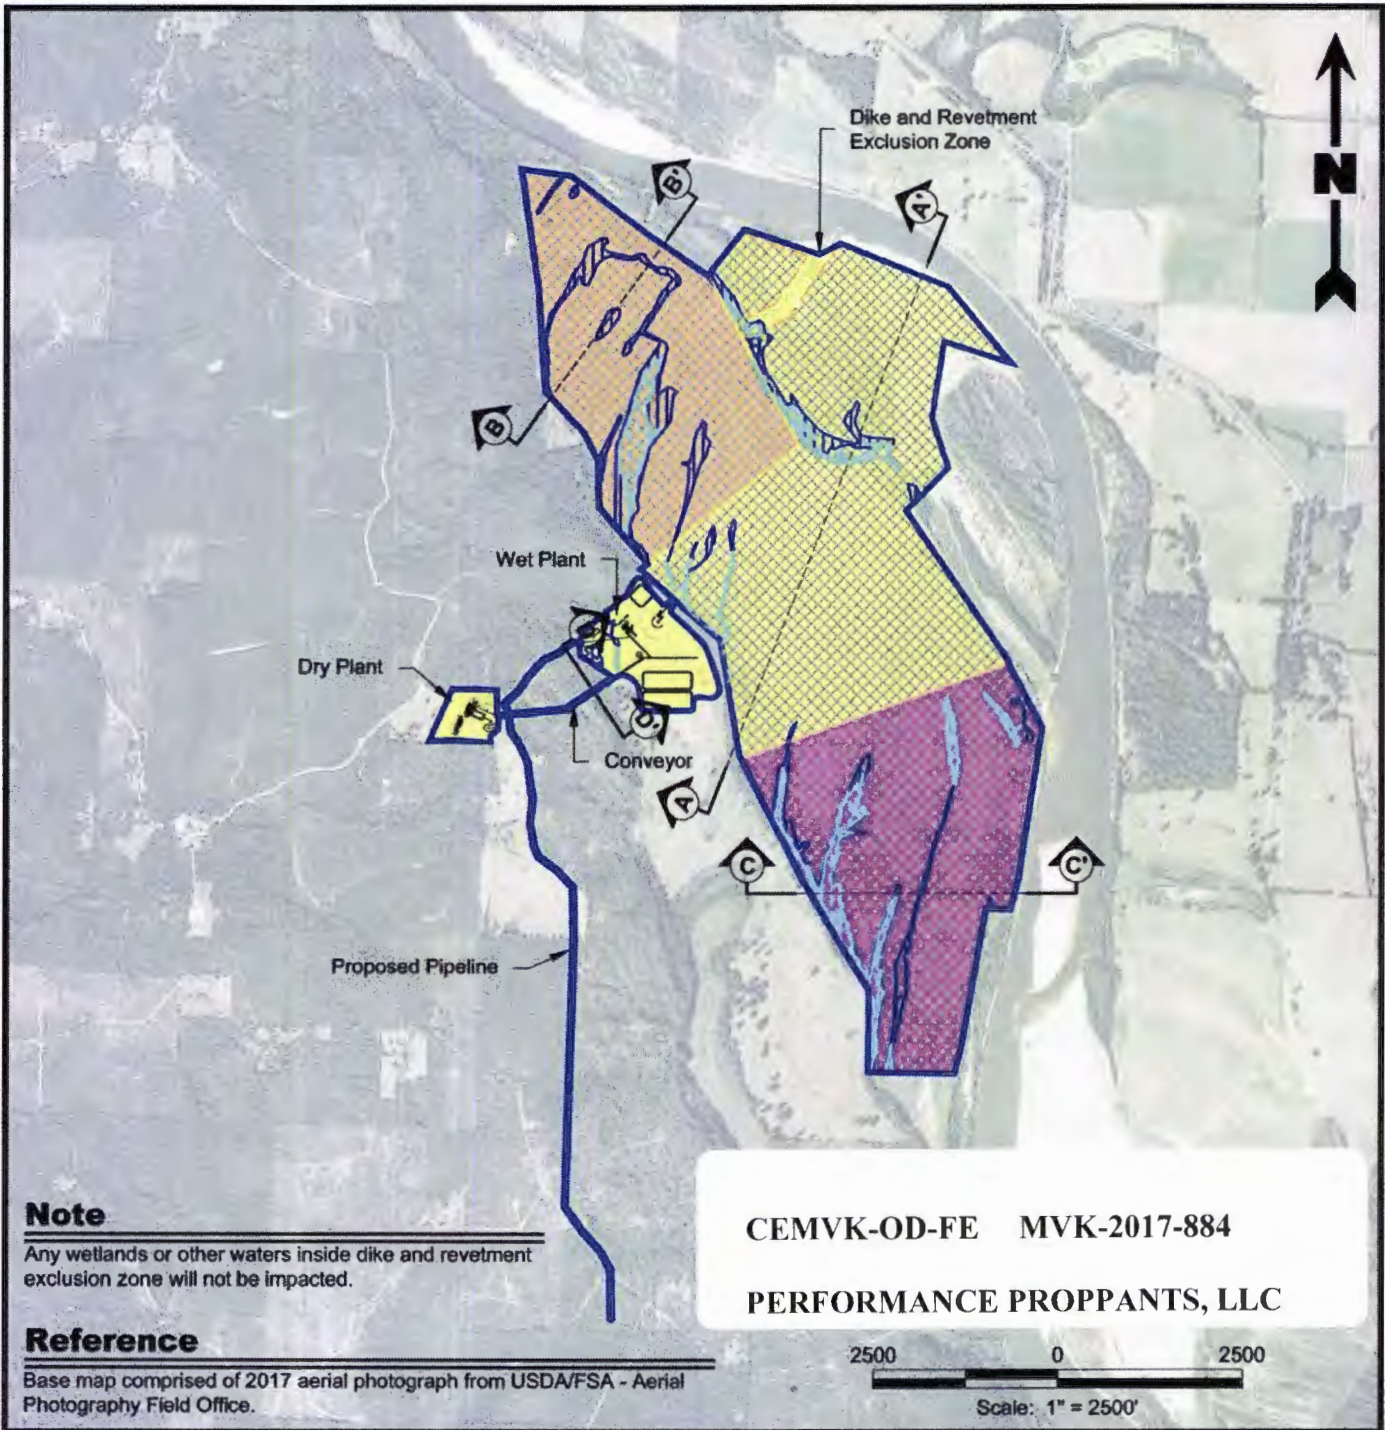 Dike and Revetment
Exclusion Zone
N
B'
A'
B
Wet Plant
Dry Plant
D'
Conveyor
A
C
C'
Proposed Pipeline
Note
Any wetlands or other waters inside dike and revetment
exclusion zone will not be impacted.
CEMVK-OD-FE MVK-2017-884
PERFORMANCE PROPPANTS, LLC
Reference
Base map comprised of 2017 aerial photograph from USDA/FSA - Aerial
Photography Field Office.
2500 0 2500
Scale: 1" = 2500'